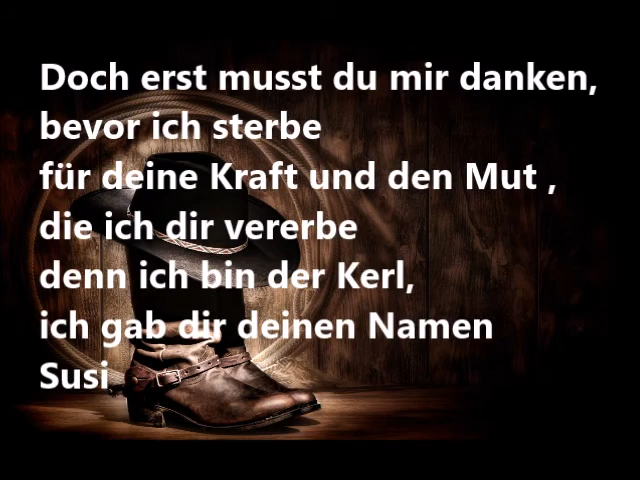 Doch erst musst du mir danken,
bevor ich sterbe
für deine Kraft und den Mut ,
die ich dir vererbe
denn ich bin der Kerl,
ich gab dir deinen Namen
Susi